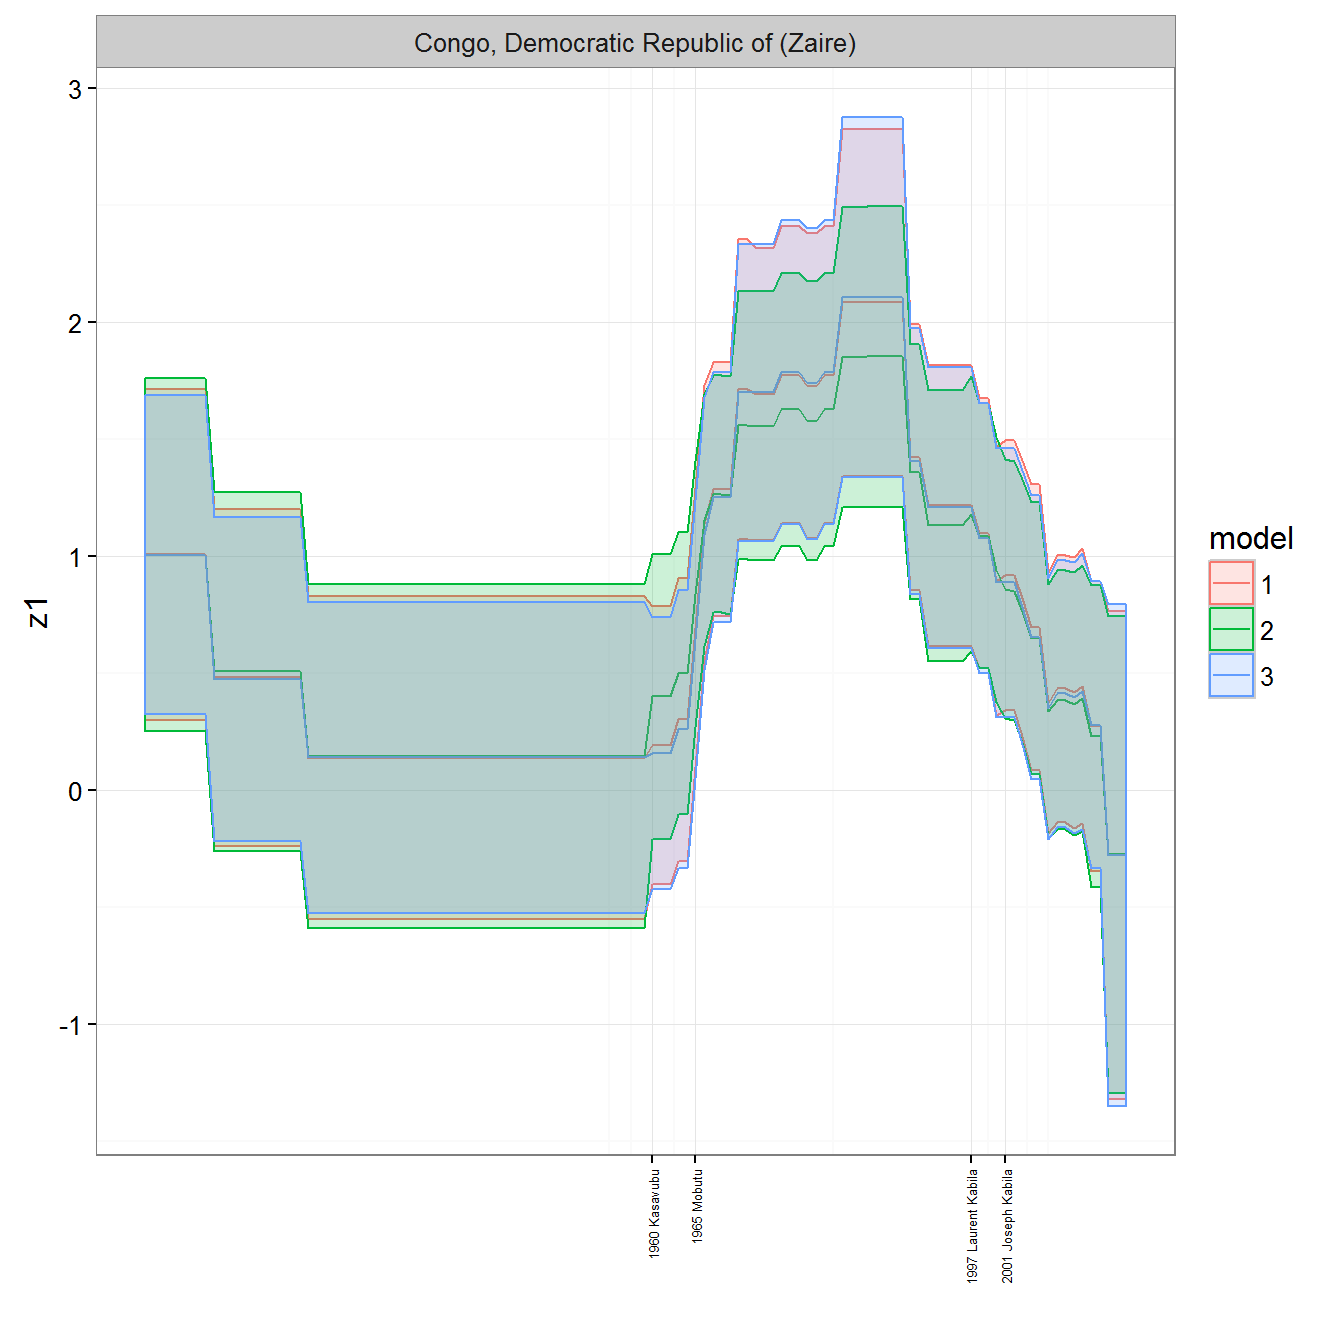 Congo, Democratic Republic of (Zaire)
3
2
1
0
-1
z1
1960 Kasavubu
1965 Mobutu
1997 Laurent Kabila
2001 Joseph Kabila
model
1
2
3